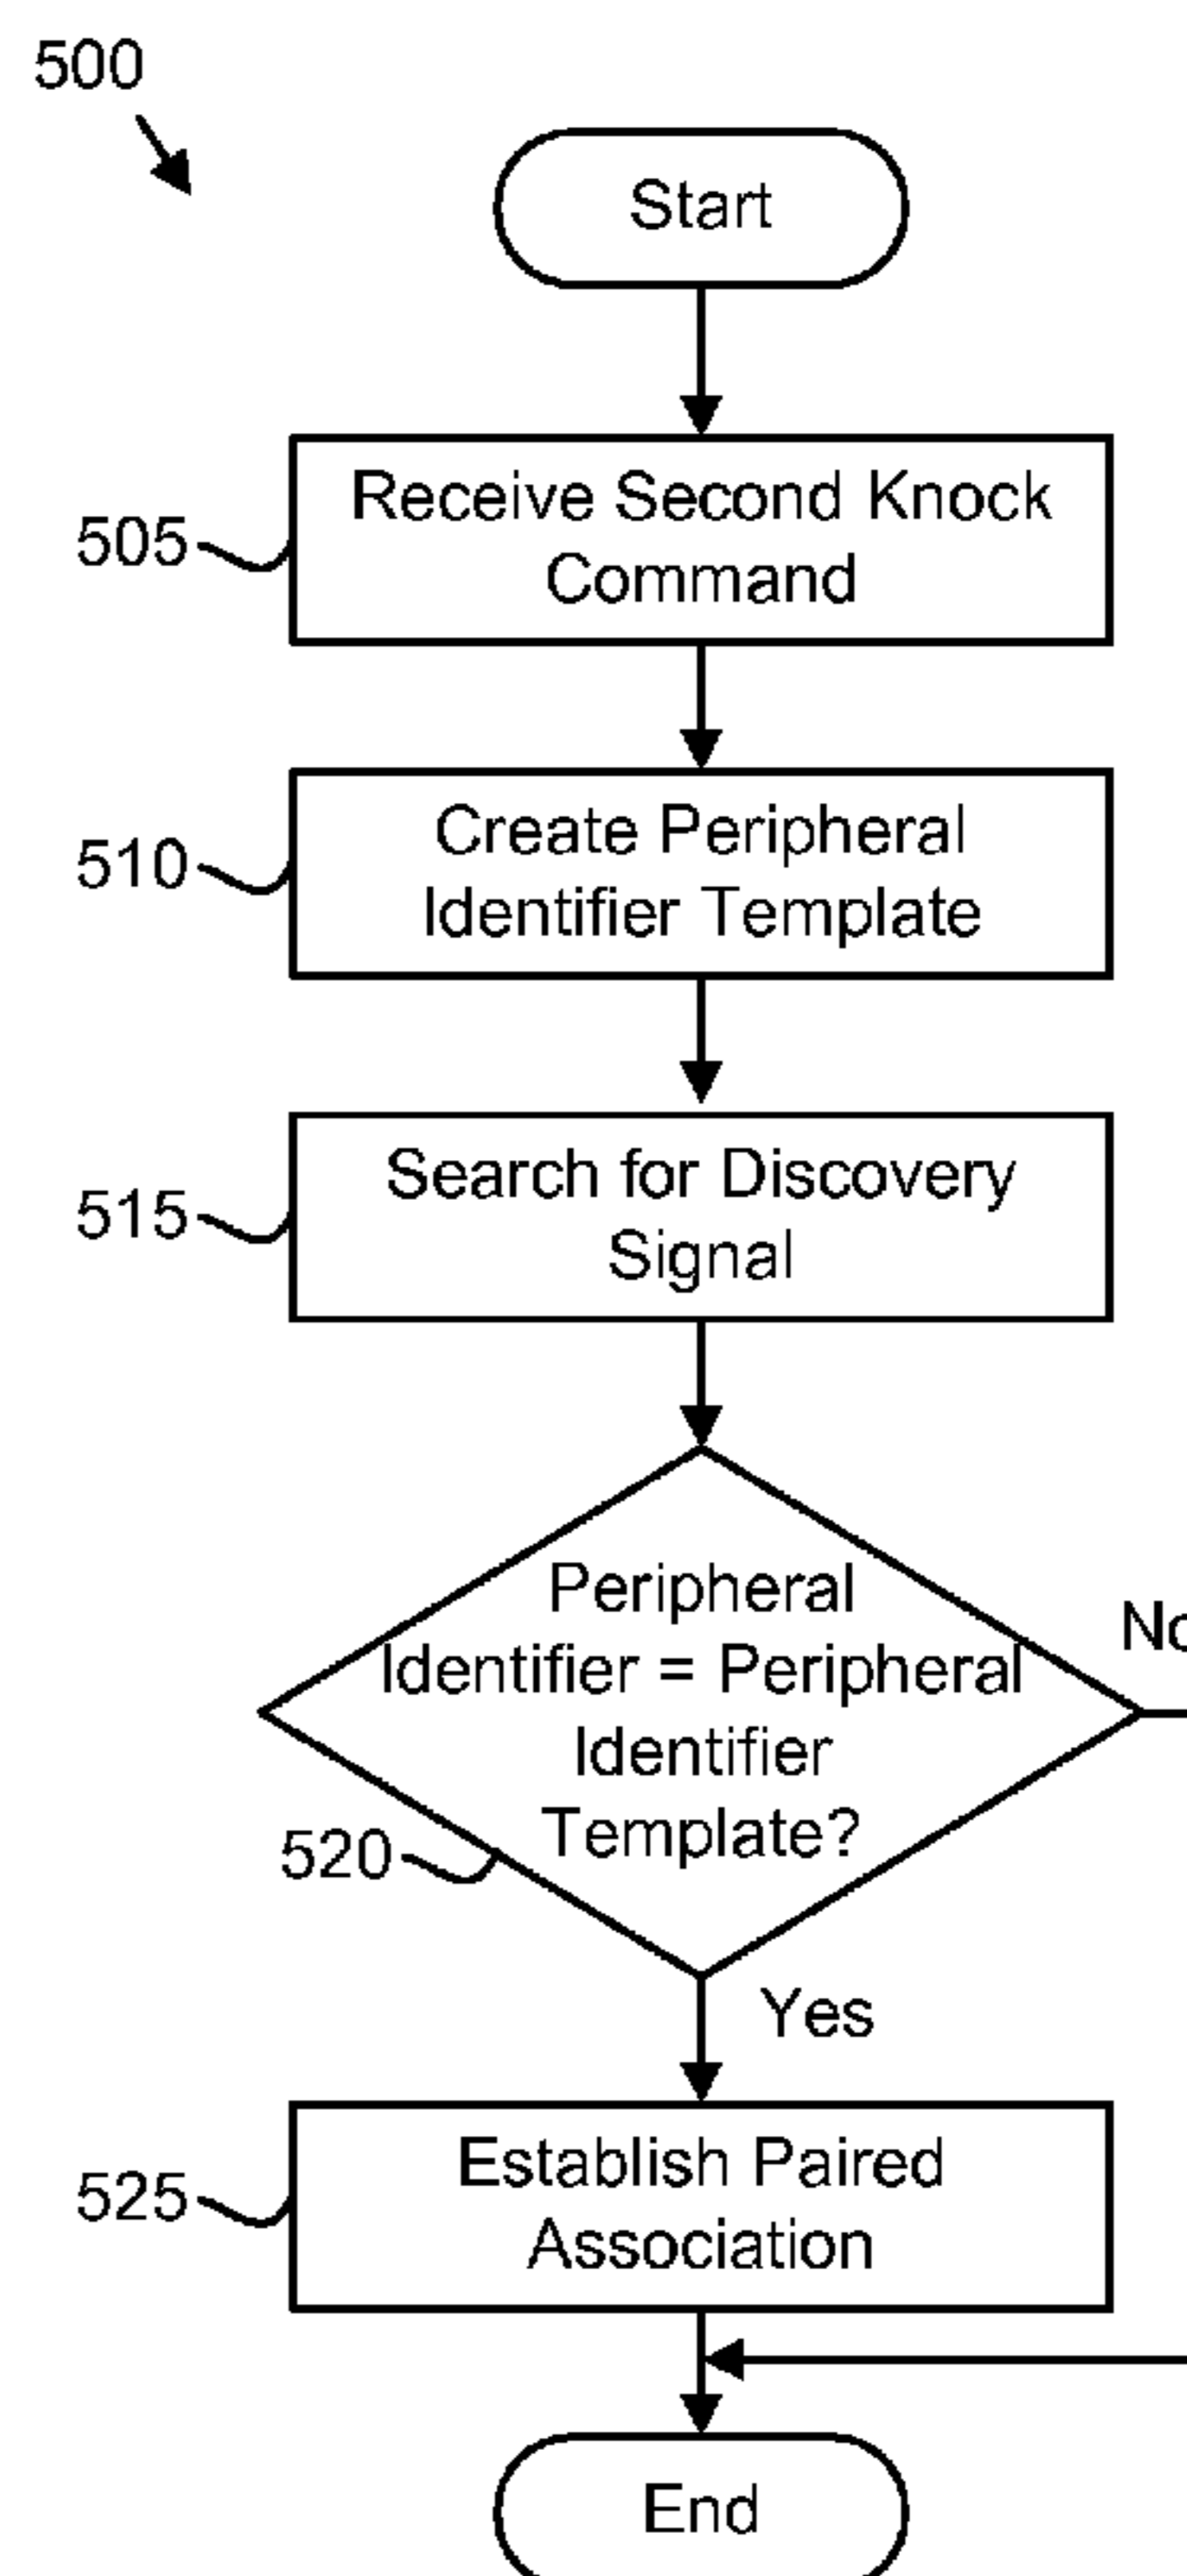 500
Start
505
Receive Second Knock
Command
510
Create Peripheral
Identifier Template
515
Search for Discovery
Signal
Peripheral
Identifier = Peripheral
Identifier
Template?
No
520
Yes
525
Establish Paired
Association
End